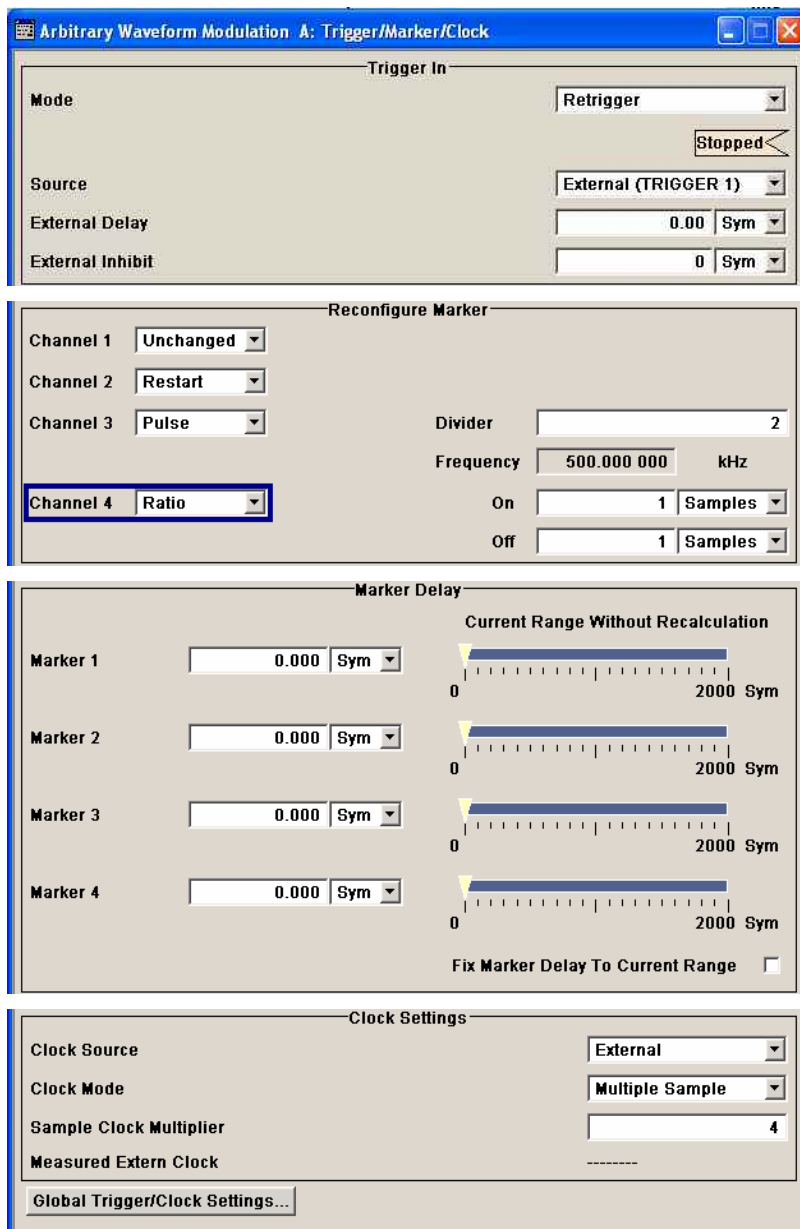 Arbitrary Waveform Modulation A: Trigger/Marker/Clock
Trigger In
Mode Retrigger
Stopped
Source External (TRIGGER 1)
External Delay 0.00 Sym
External Inhibit 0 Sym
Reconfigure Marker
Channel 1 Unchanged
Channel 2 Restart
Channel 3 Pulse Divider 2
Frequency 500.000 000 kHz
Channel 4 Ratio On 1 Samples
Off 1 Samples
Marker Delay
Current Range Without Recalculation
Marker 1 0.000 Sym
0 2000 Sym
Marker 2 0.000 Sym
0 2000 Sym
Marker 3 0.000 Sym
0 2000 Sym
Marker 4 0.000 Sym
0 2000 Sym
Fix Marker Delay To Current Range
Clock Settings
Clock Source External
Clock Mode Multiple Sample
Sample Clock Multiplier 4
Measured Extern Clock --------
Global Trigger/Clock Settings...